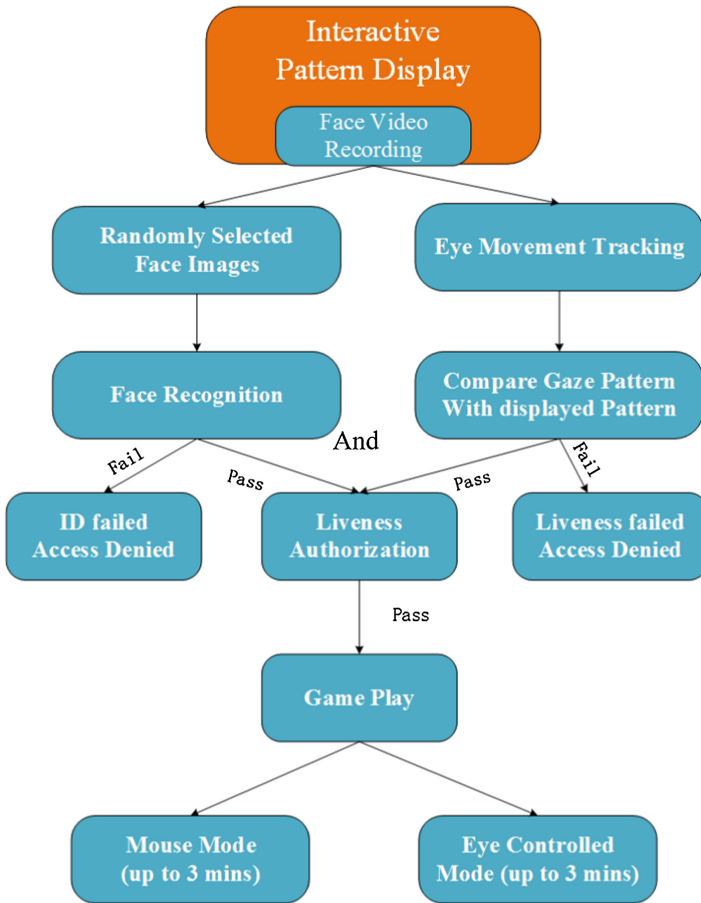 Interactive
Pattern Display
Face Video
Recording
Randomly Selected
Face Images
Eye Movement Tracking
Face Recognition
Compare Gaze Pattern
With displayed Pattern
And
Fail
Pass
Pass
Fail
ID failed
Access Denied
Liveness
Authorization
Liveness failed
Access Denied
Pass
Game Play
Mouse Mode
(up to 3 mins)
Eye Controlled
Mode (up to 3 mins)